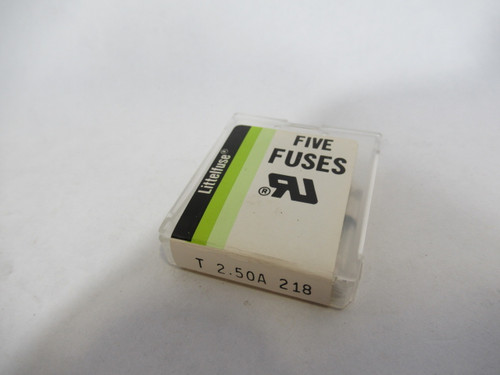 Littelfuse®
FIVE
FUSES
®
T 2.50A 218